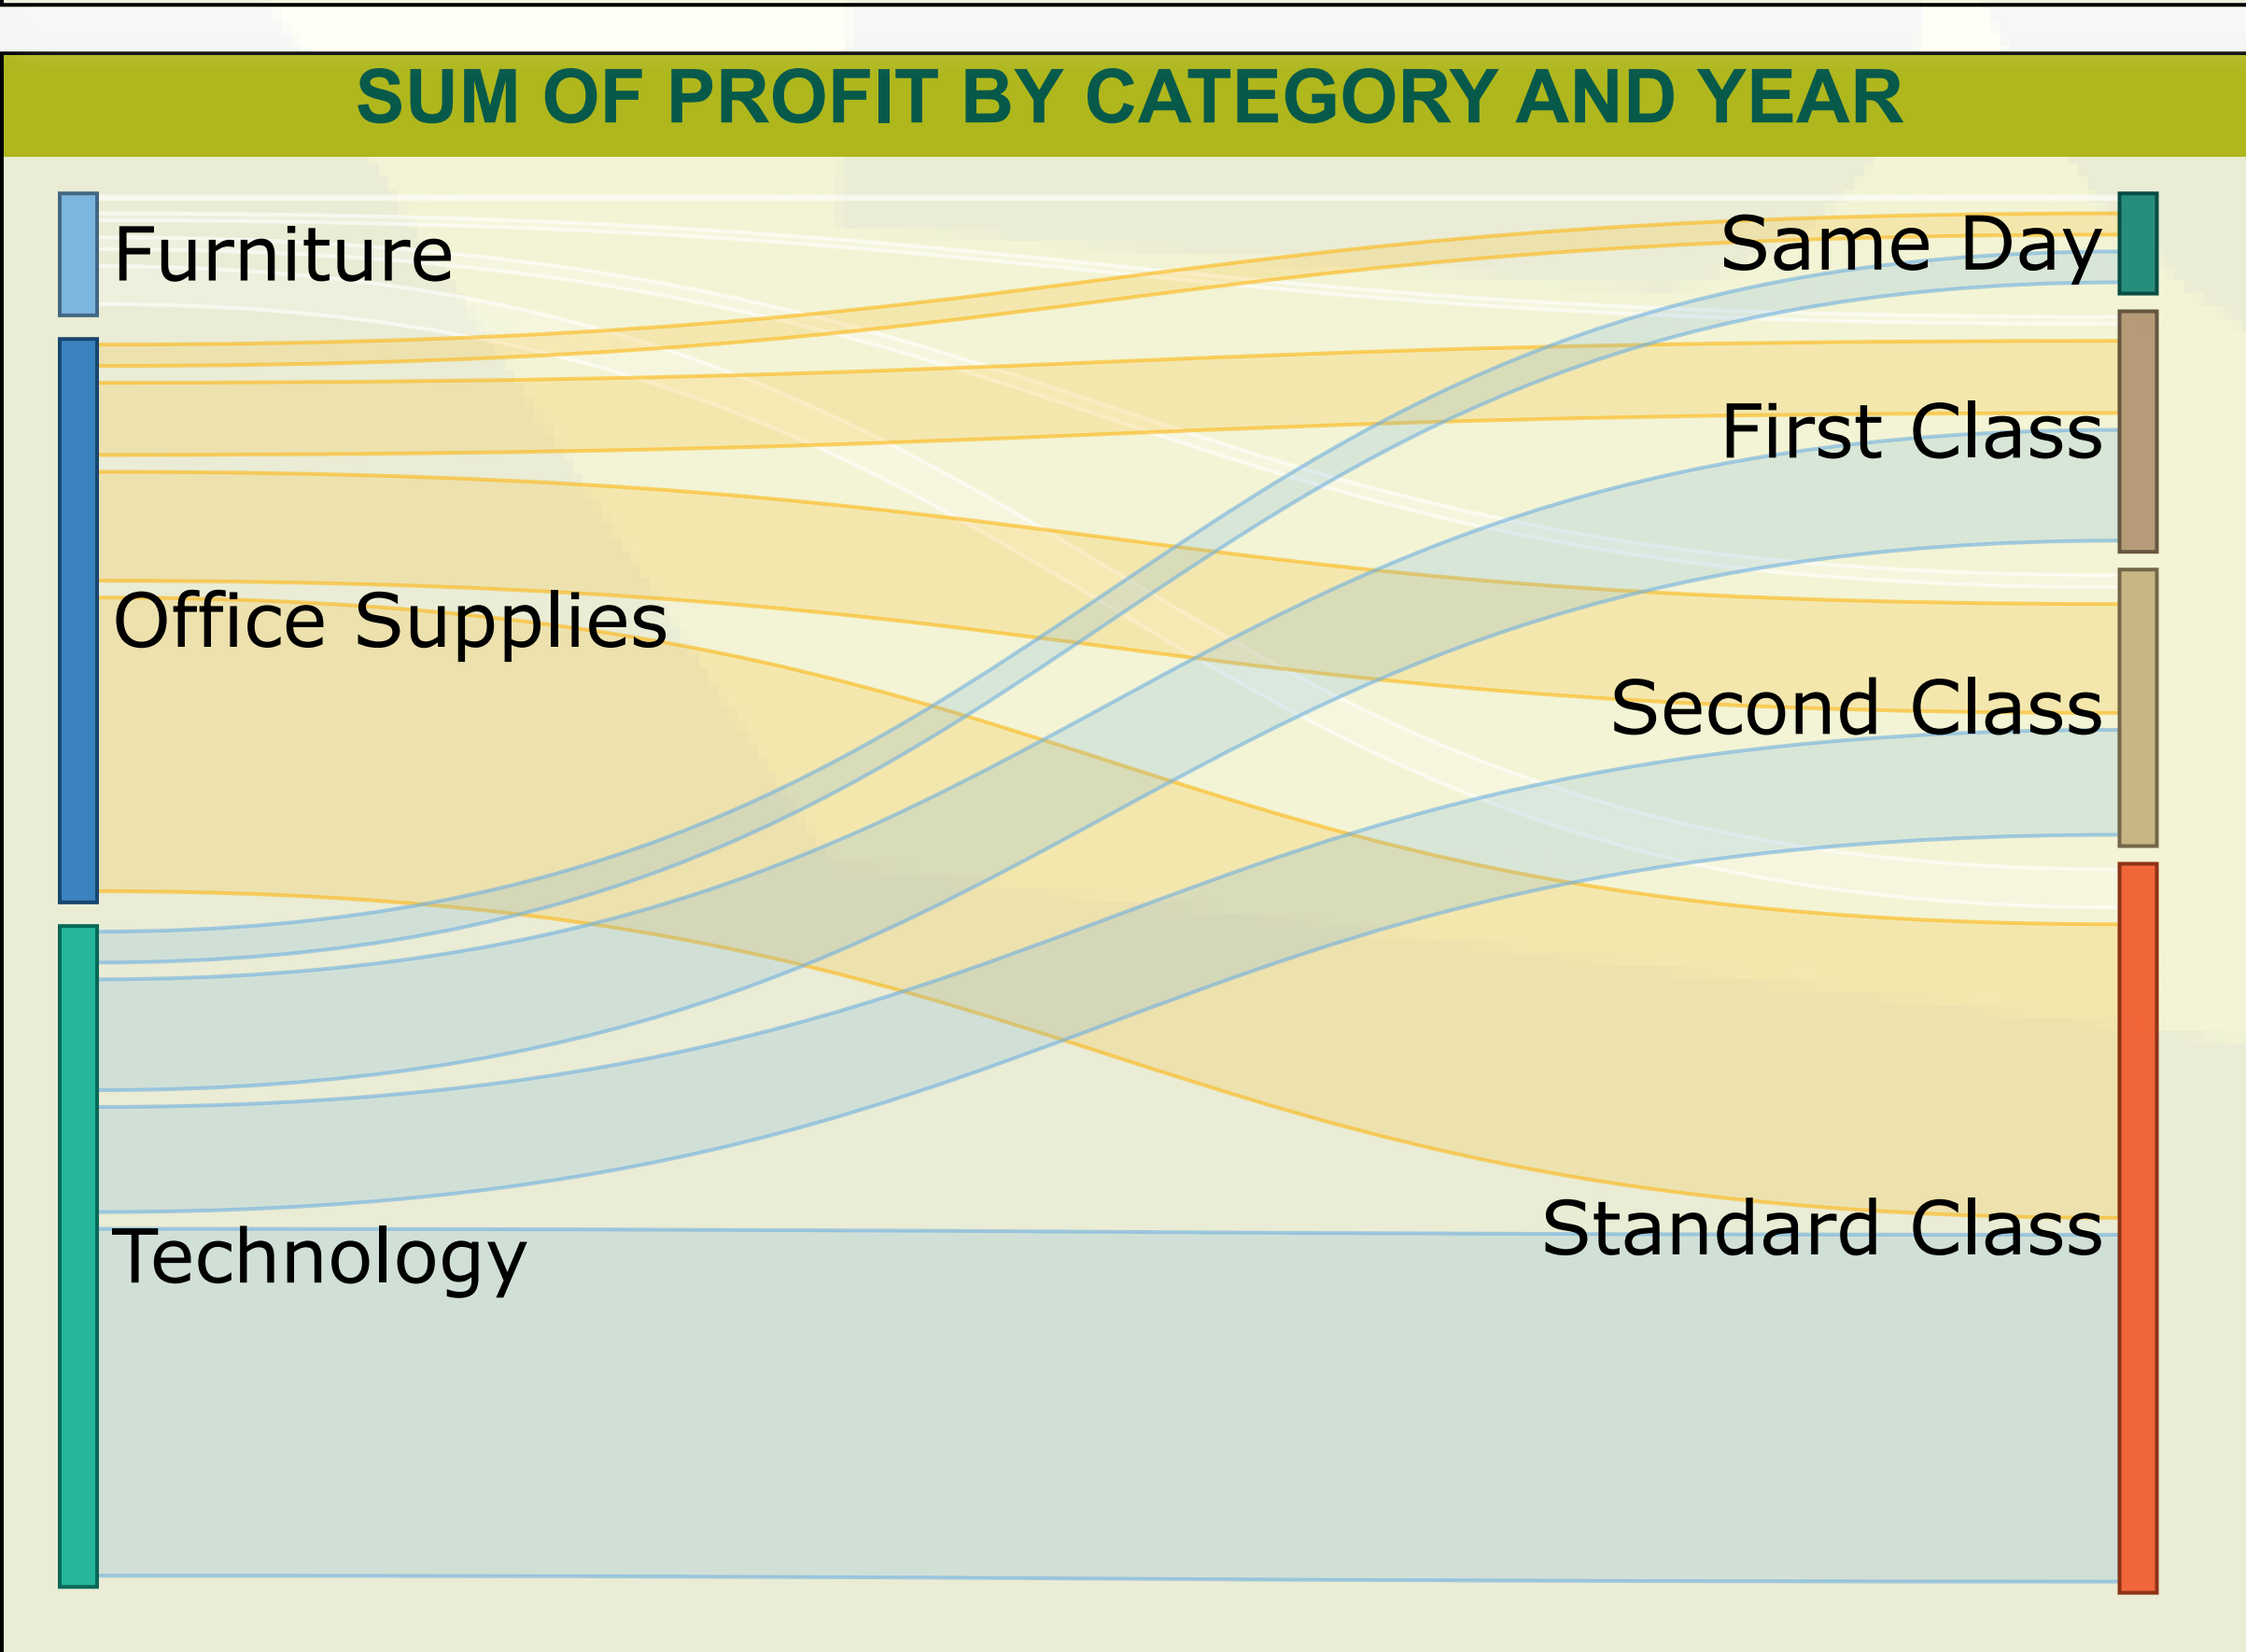 SUM OF PROFIT BY CATEGORY AND YEAR
Furniture
Office Supplies
Technology
Same Day
First Class
Second Class
Standard Class